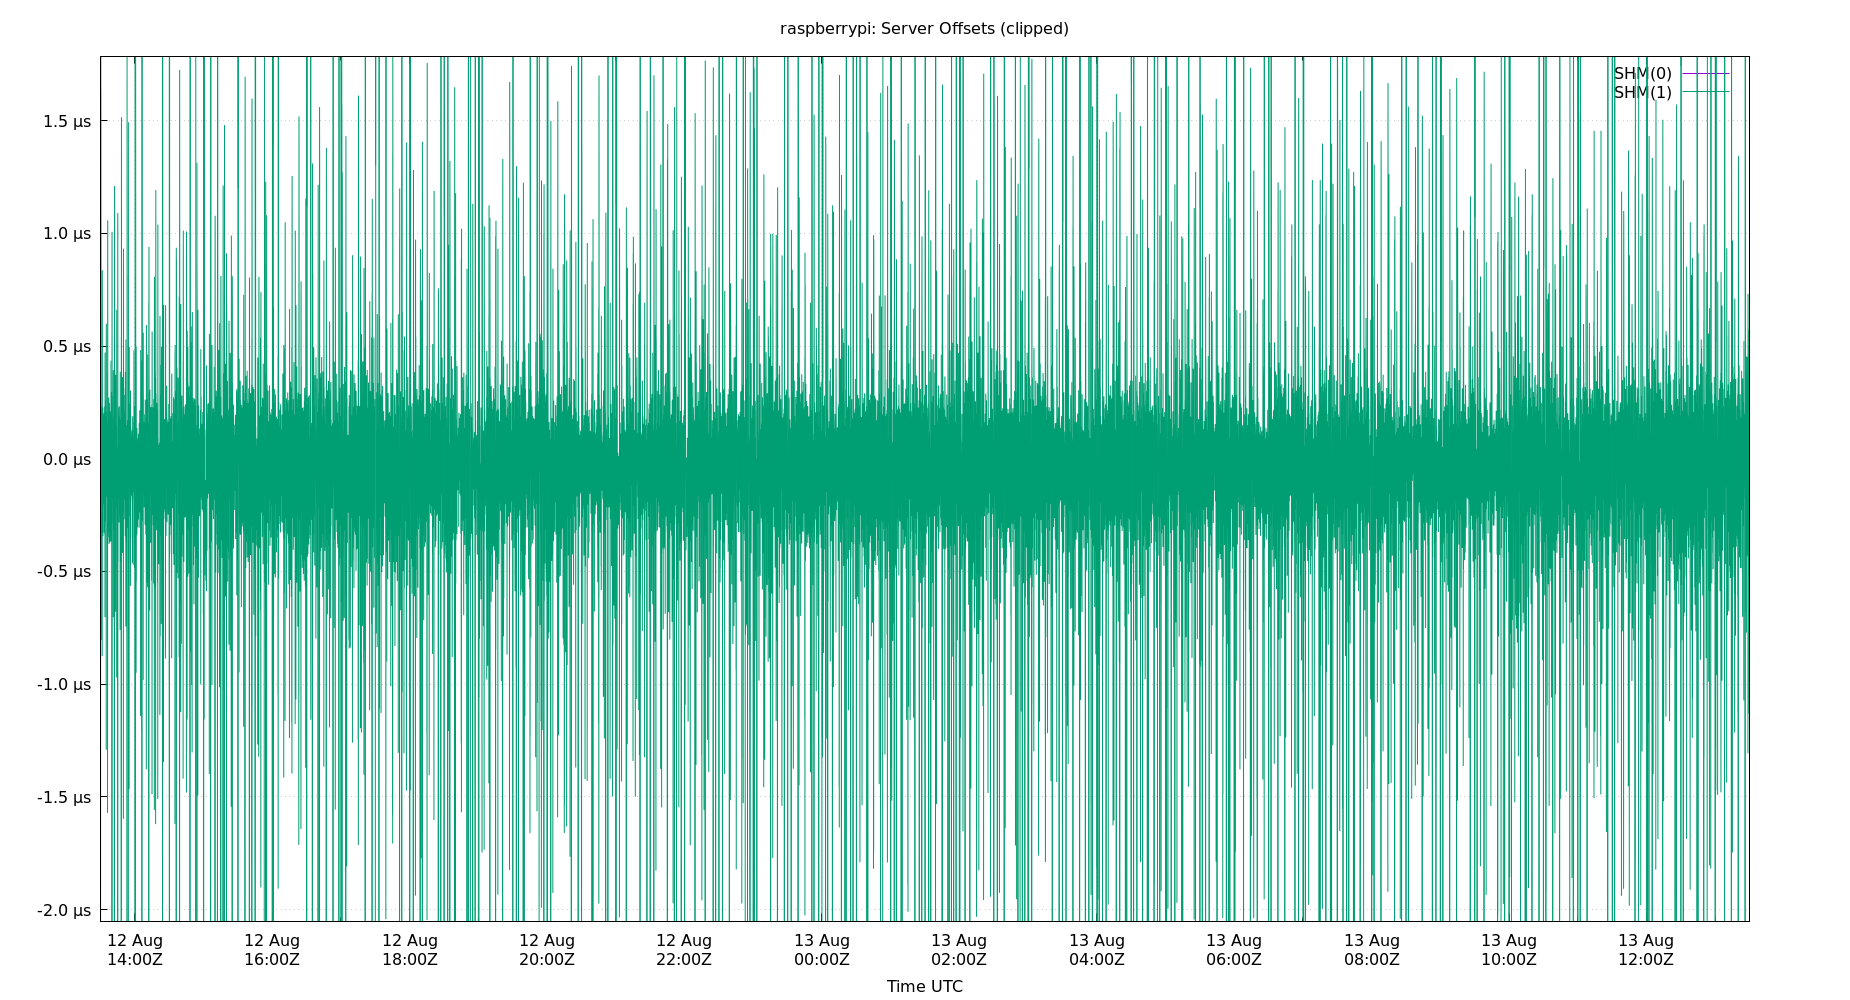 raspberrypi: Server Offsets (clipped)
SHM(0)
SHM(1)
1.5 µs
1.0 µs
0.5 µs
0.0 µs
-0.5 µs
-1.0 µs
-1.5 µs
-2.0 µs
12 Aug 12 Aug 12 Aug 12 Aug 12 Aug 13 Aug 13 Aug 13 Aug 13 Aug 13 Aug 13 Aug 13 Aug
14:00Z 16:00Z 18:00Z 20:00Z 22:00Z 00:00Z 02:00Z 04:00Z 06:00Z 08:00Z 10:00Z 12:00Z
Time UTC